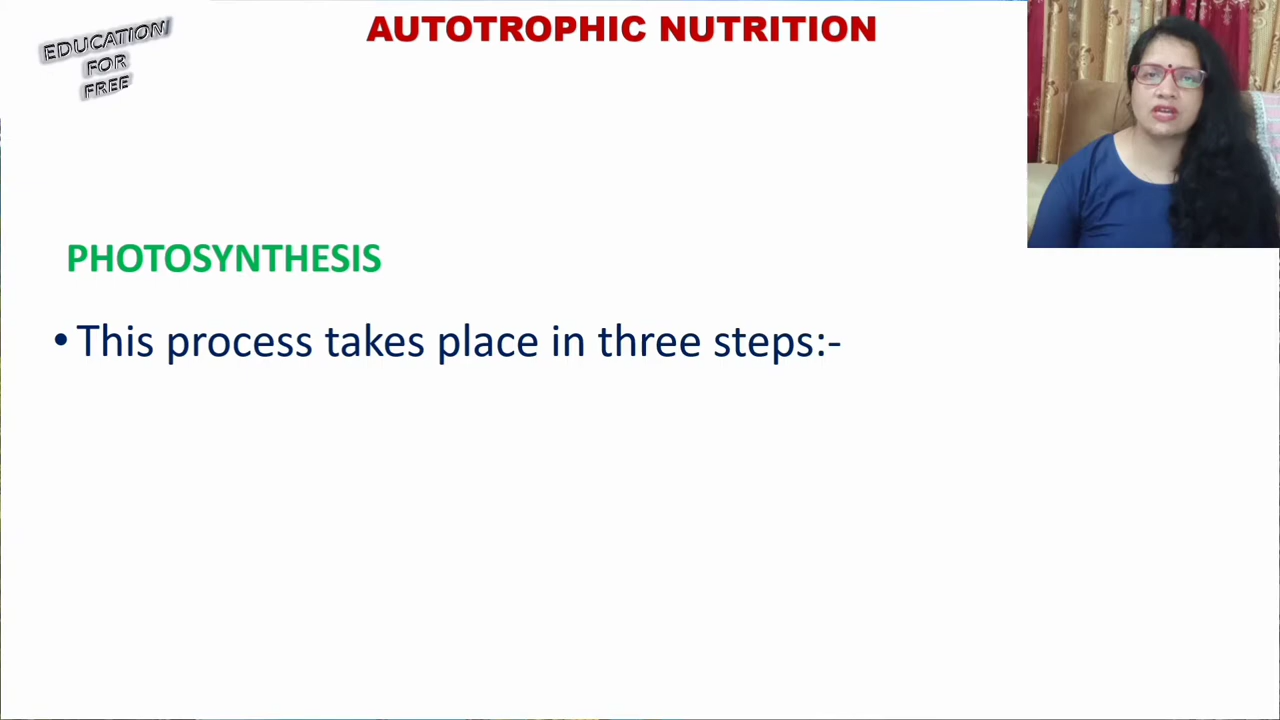 EDUCATION
FOR
FREE
AUTOTROPHIC NUTRITION
PHOTOSYNTHESIS
• This process takes place in three steps:-